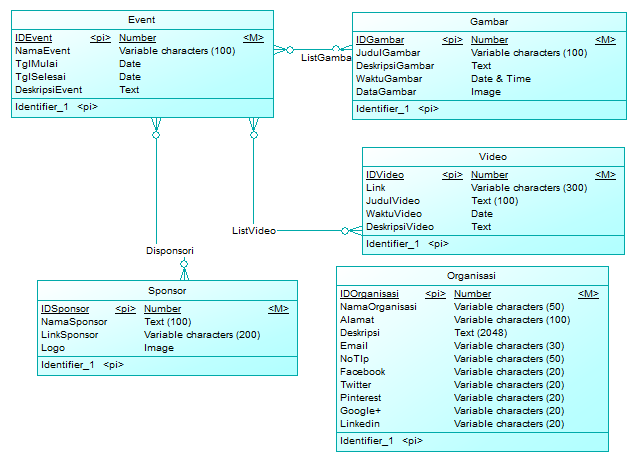 Event
IDEvent <pi> Number <M>
NamaEvent Variable characters (100)
TglMulai Date
TglSelesai Date
DeskripsiEvent Text
Identifier_1 <pi>
Gambar
IDGambar <pi> Number <M>
JudulGambar Variable characters (100)
DeskripsiGambar Text
WaktuGambar Date & Time
DataGambar Image
Identifier_1 <pi>
ListGambar
Video
IDVideo <pi> Number <M>
Link Variable characters (300)
JudulVideo Text (100)
WaktuVideo Date
DeskripsiVideo Text
Identifier_1 <pi>
ListVideo
Disponsori
Sponsor
IDSponsor <pi> Number <M>
NamaSponsor Text (100)
LinkSponsor Variable characters (200)
Logo Image
Identifier_1 <pi>
Organisasi
IDOrganisasi <pi> Number <M>
NamaOrganisasi Variable characters (50)
Alamat Variable characters (100)
Deskripsi Text (2048)
Email Variable characters (30)
NoTlp Variable characters (50)
Facebook Variable characters (20)
Twitter Variable characters (20)
Pinterest Variable characters (20)
Google+ Variable characters (20)
Linkedin Variable characters (20)
Identifier_1 <pi>